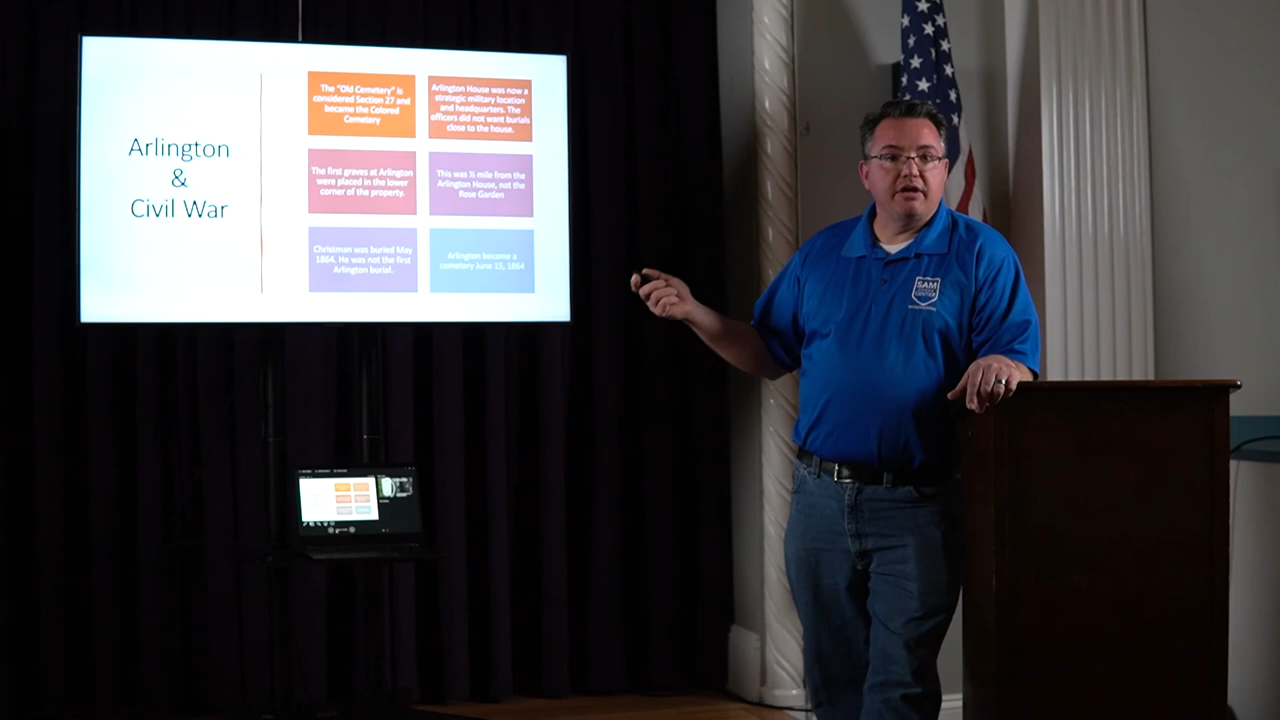 Arlington
&
Civil War
The "Old Cemetery" is
considered Section 27 and
became the Colored
Cemetery
Arlington House was now a
strategic military location
and headquarters. The
officers did not want burials
close to the house.
The first graves at Arlington
were placed in the lower
corner of the property.
This was ½ mile from the
Arlington House, not the
Rose Garden
Christman was buried May
1864. He was not the first
Arlington burial.
Arlington became a
cemetery June 15, 1864
SAM
CENTER